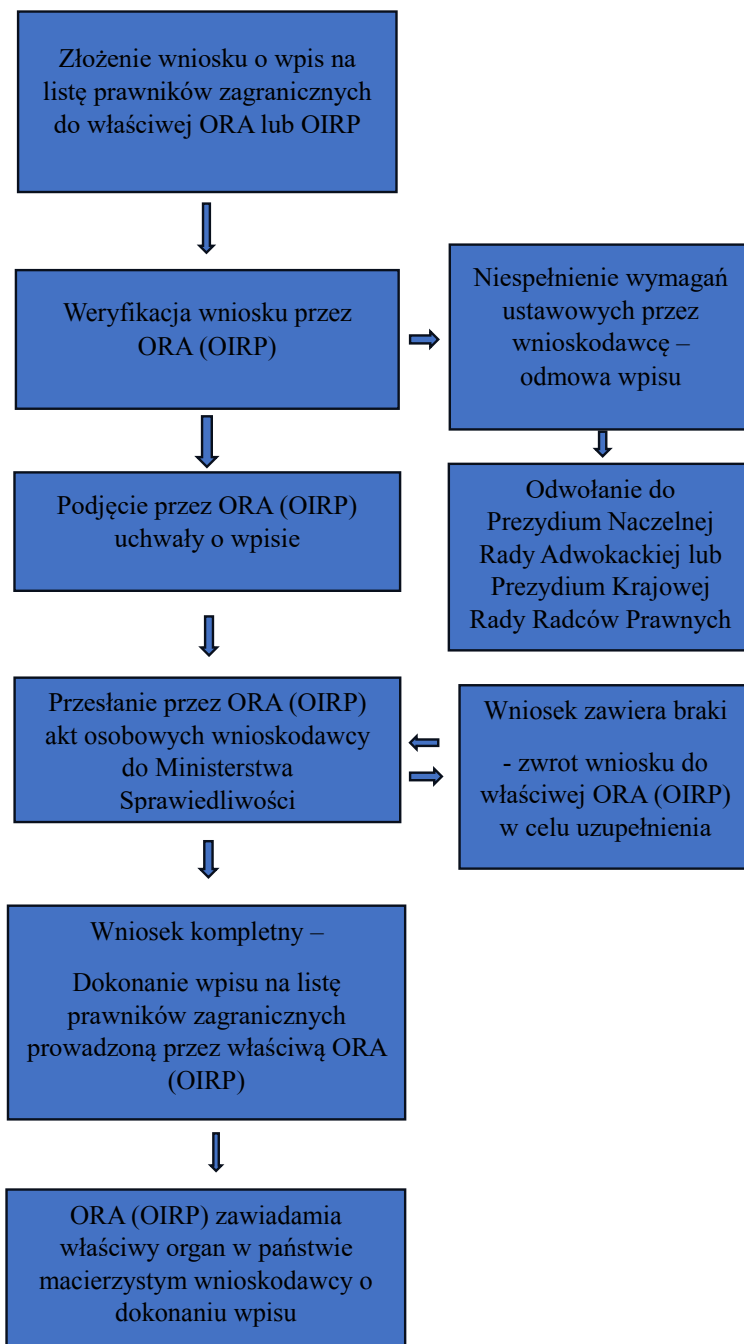 Złożenie wniosku o wpis na
listę prawników zagranicznych
do właściwej ORA lub OIRP
Weryfikacja wniosku przez
ORA (OIRP)
Niespełnienie wymagań
ustawowych przez
wnioskodawcę –
odmowa wpisu
Podjęcie przez ORA (OIRP)
uchwały o wpisie
Odwołanie do
Prezydium Naczelnej
Rady Adwokackiej lub
Prezydium Krajowej
Rady Radców Prawnych
Przesłanie przez ORA (OIRP)
akt osobowych wnioskodawcy
do Ministerstwa
Sprawiedliwości
Wniosek zawiera braki
- zwrot wniosku do
właściwej ORA (OIRP)
w celu uzupełnienia
Wniosek kompletny –
Dokonanie wpisu na listę
prawników zagranicznych
prowadzoną przez właściwą ORA
(OIRP)
ORA (OIRP) zawiadamia
właściwy organ w państwie
macierzystym wnioskodawcy o
dokonaniu wpisu